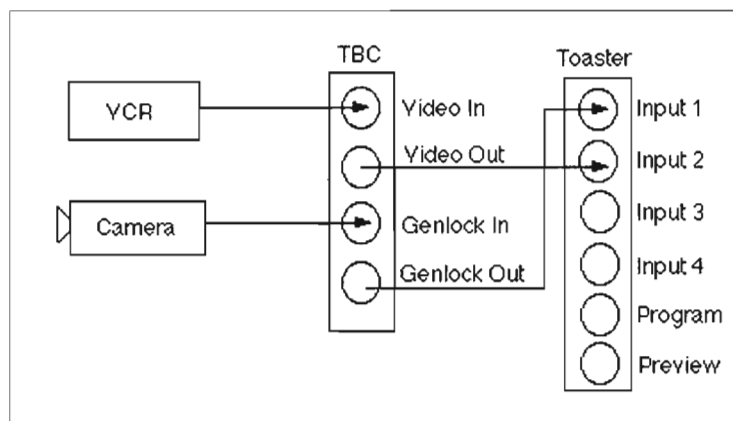 TBC
Toaster
VCR
Video In
Input 1
Video Out
Input 2
Camera
Genlock In
Input 3
Genlock Out
Input 4
Program
Preview